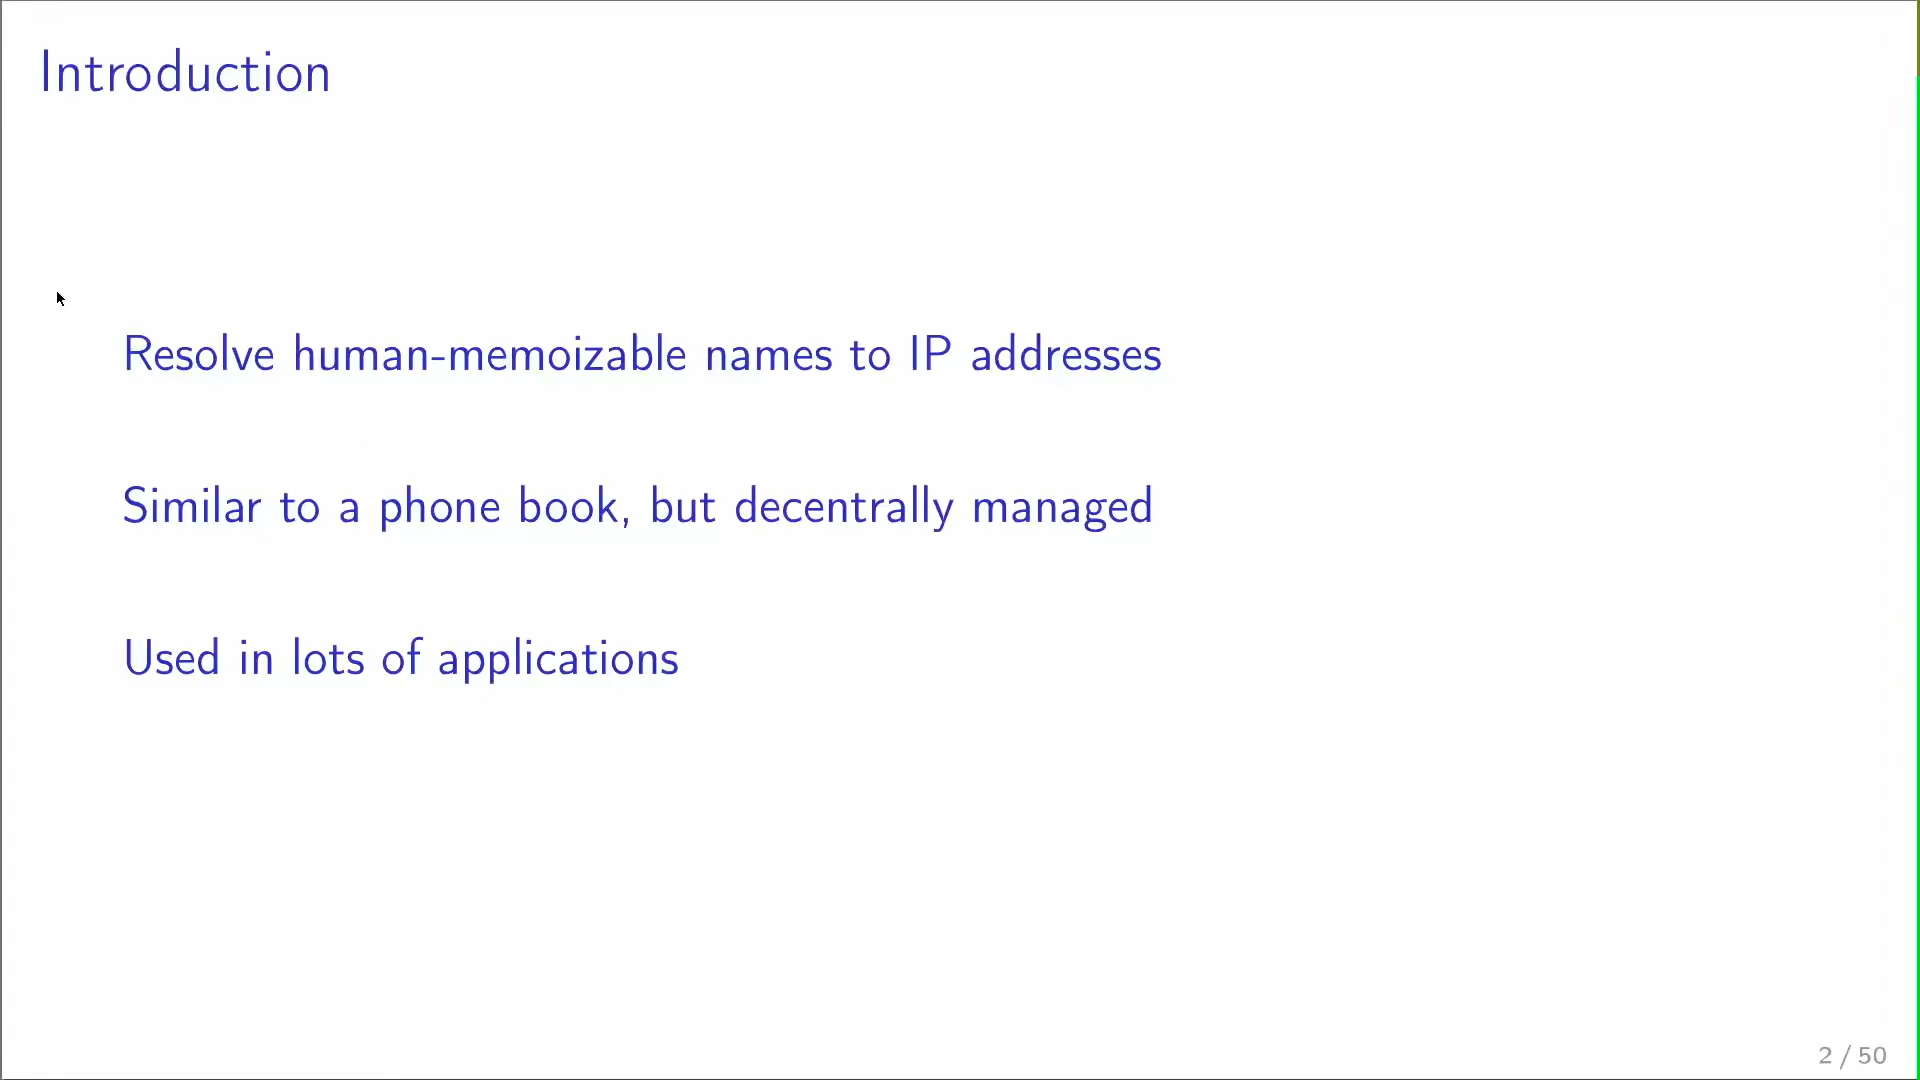 Introduction
Resolve human-memoizable names to IP addresses
Similar to a phone book, but decentrally managed
Used in lots of applications
2 / 50